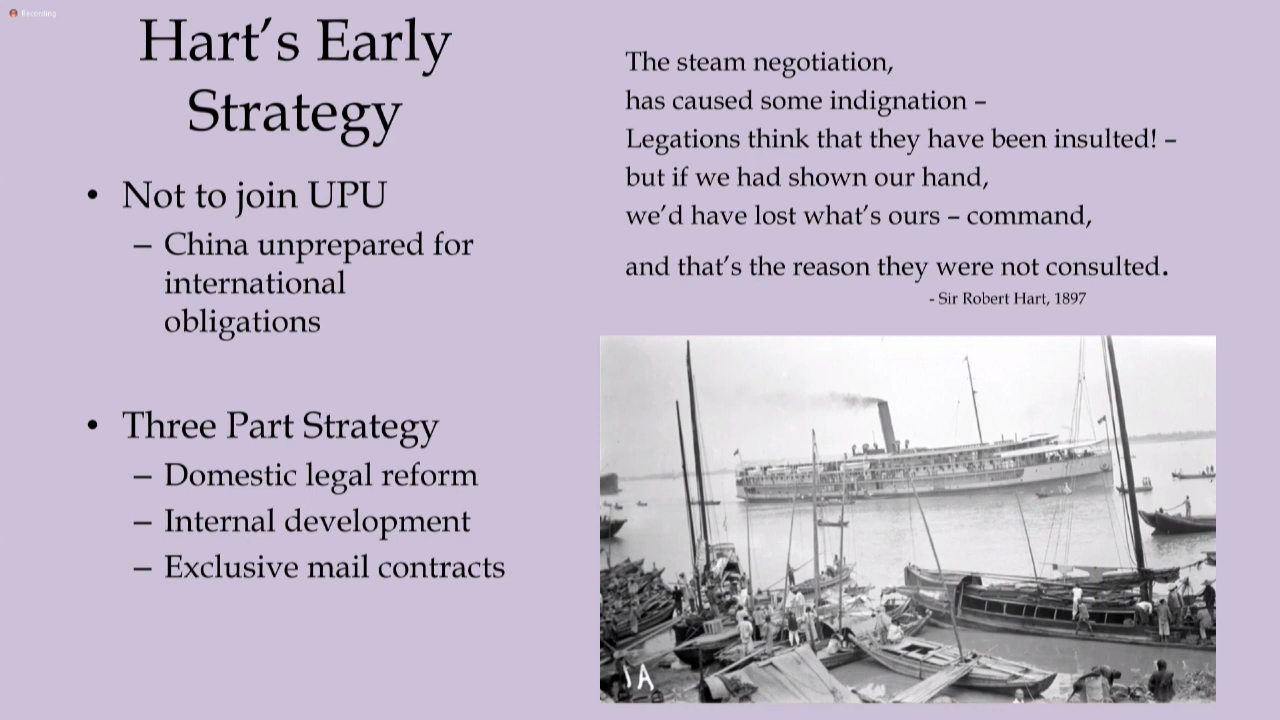 Recording
Hart’s Early
Strategy
• Not to join UPU
– China unprepared for
international
obligations
• Three Part Strategy
– Domestic legal reform
– Internal development
– Exclusive mail contracts
The steam negotiation,
has caused some indignation –
Legations think that they have been insulted! –
but if we had shown our hand,
we’d have lost what’s ours – command,
and that’s the reason they were not consulted.
- Sir Robert Hart, 1897
1A